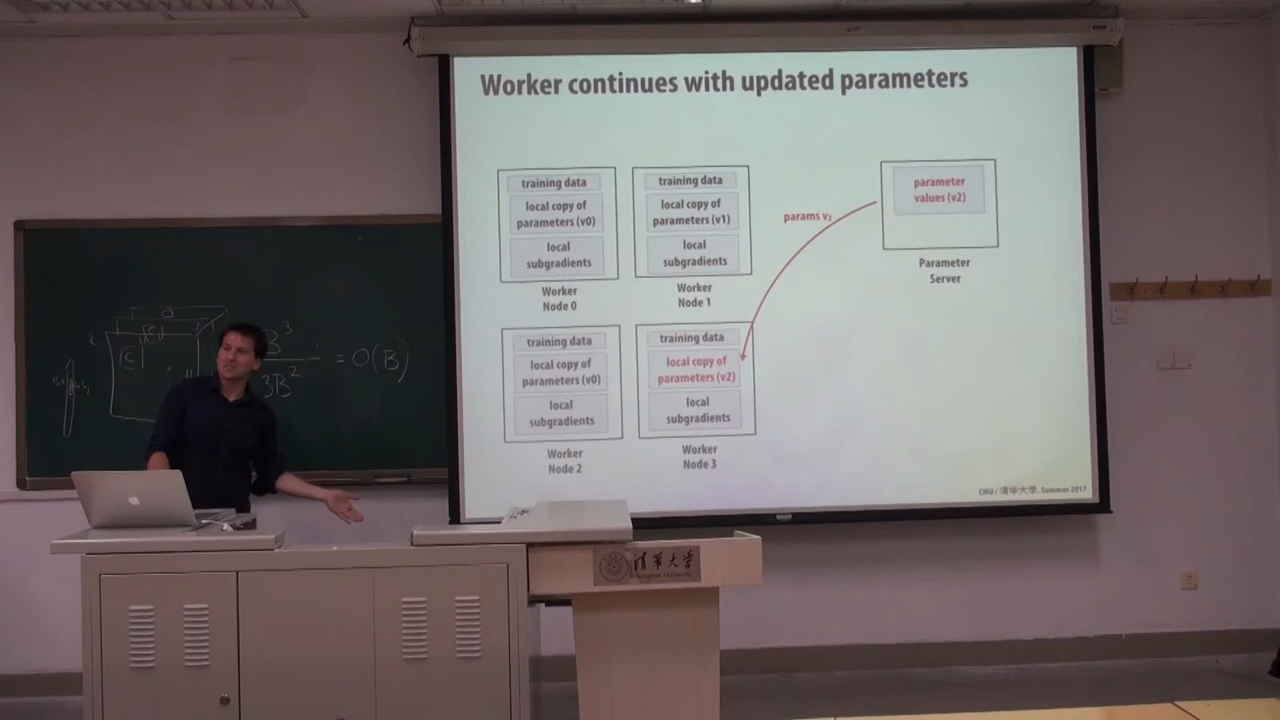 Worker continues with updated parameters
training data
local copy of
parameters (v0)
local
subgradients
Worker
Node 0
training data
local copy of
parameters (v1)
local
subgradients
Worker
Node 1
params v₂
parameter
values (v2)
Parameter
Server
training data
local copy of
parameters (v0)
local
subgradients
Worker
Node 2
training data
local copy of
parameters (v2)
local
subgradients
Worker
Node 3
CMU / 清华大学, Summer 2017
3B²
= O(B)
清华大学
Tsinghua University